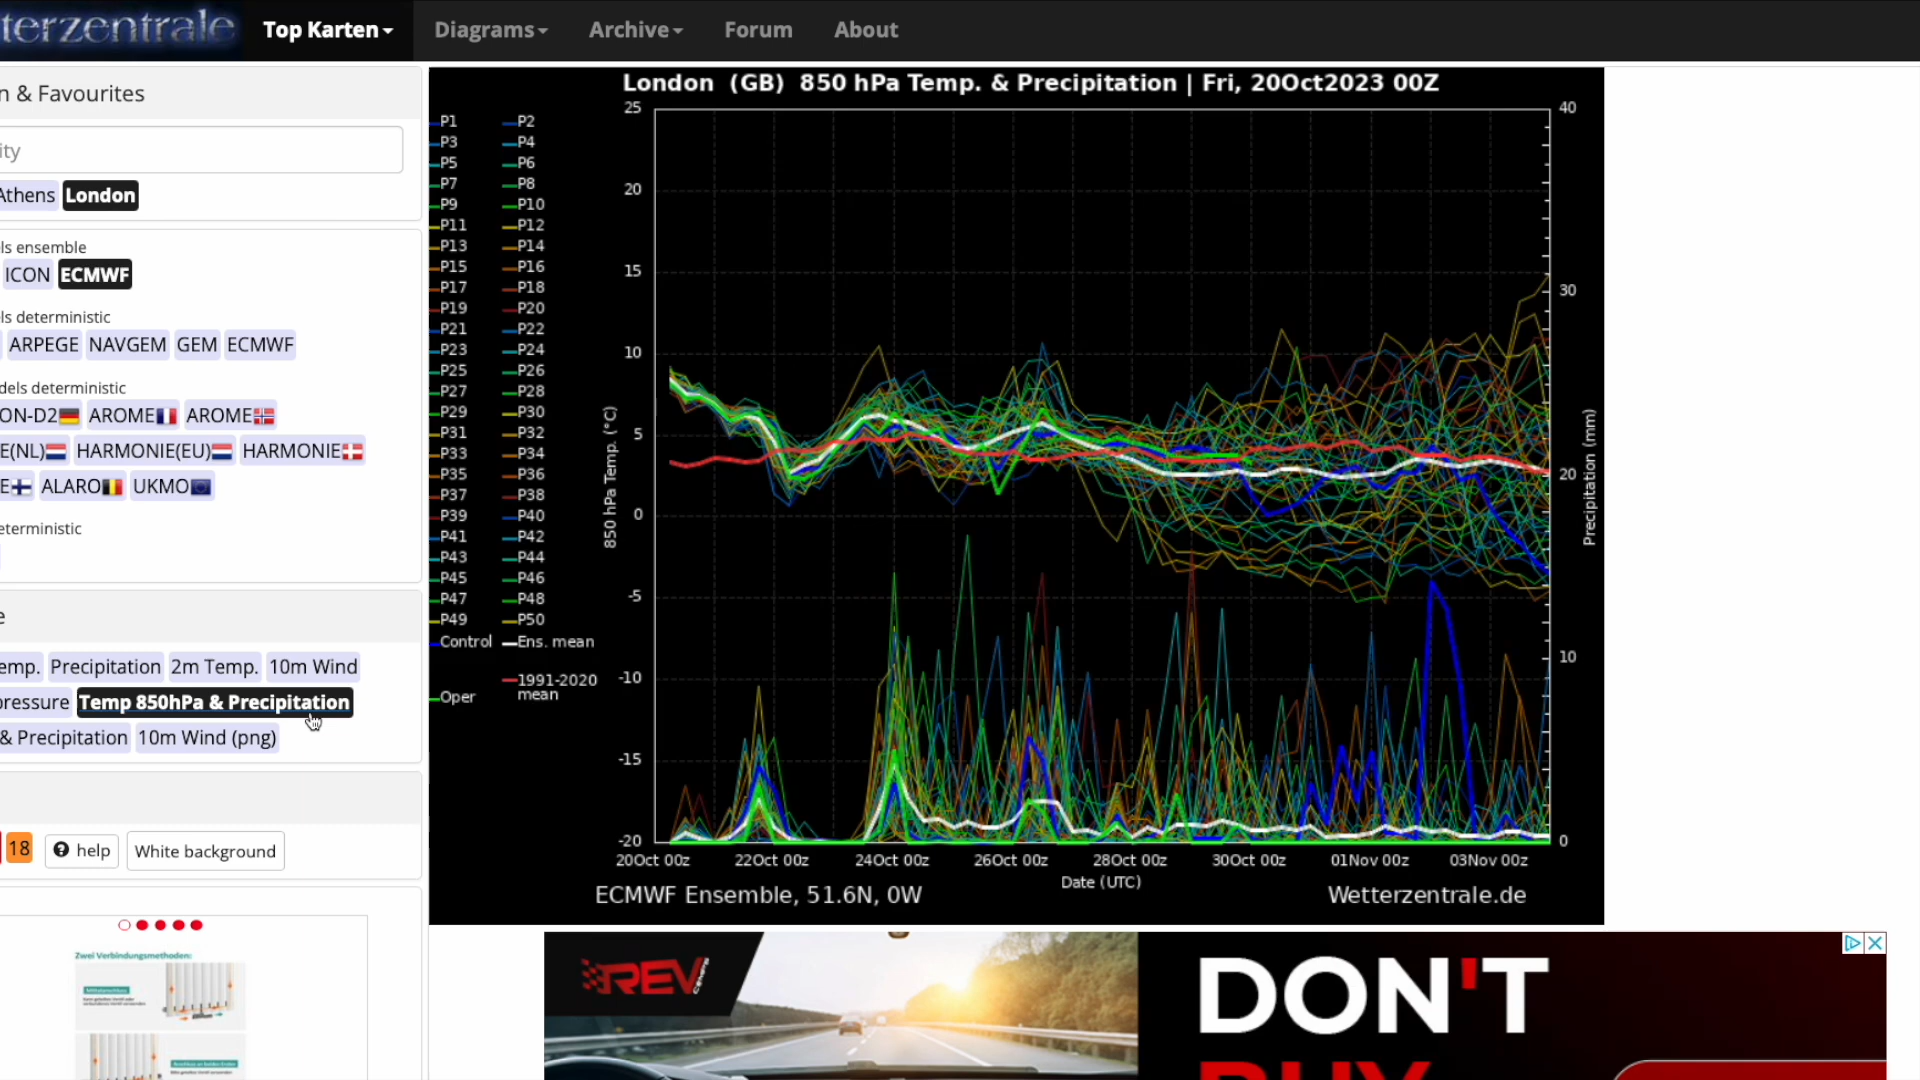 terzentrale Top Karten Diagrams Archive Forum About
n & Favourites
ity
Athens London
ls ensemble
ICON ECMWF
ls deterministic
ARPEGE NAVGEM GEM ECMWF
dels deterministic
ON-D2 AROME AROME
E(NL) HARMONIE(EU) HARMONIE
E ALARO UKMO
eterministic
e
emp. Precipitation 2m Temp. 10m Wind
pressure Temp 850hPa & Precipitation
& Precipitation 10m Wind (png)
18 help White background
Zwei Verbindungsmethoden:
London (GB) 850 hPa Temp. & Precipitation | Fri, 20Oct2023 00Z
P1 P2
P3 P4
P5 P6
P7 P8
P9 P10
P11 P12
P13 P14
P15 P16
P17 P18
P19 P20
P21 P22
P23 P24
P25 P26
P27 P28
P29 P30
P31 P32
P33 P34
P35 P36
P37 P38
P39 P40
P41 P42
P43 P44
P45 P46
P47 P48
P49 P50
Control Ens. mean
1991-2020
mean
Oper
850 hPa Temp. (°C)
25
20
15
10
5
0
-5
-10
-15
-20
40
30
20
10
0
Precipitation (mm)
20Oct 00z 22Oct 00z 24Oct 00z 26Oct 00z 28Oct 00z 30Oct 00z 01Nov 00z 03Nov 00z
Date (UTC)
ECMWF Ensemble, 51.6N, 0W Wetterzentrale.de
REV
COMPS
DON'T
BUY